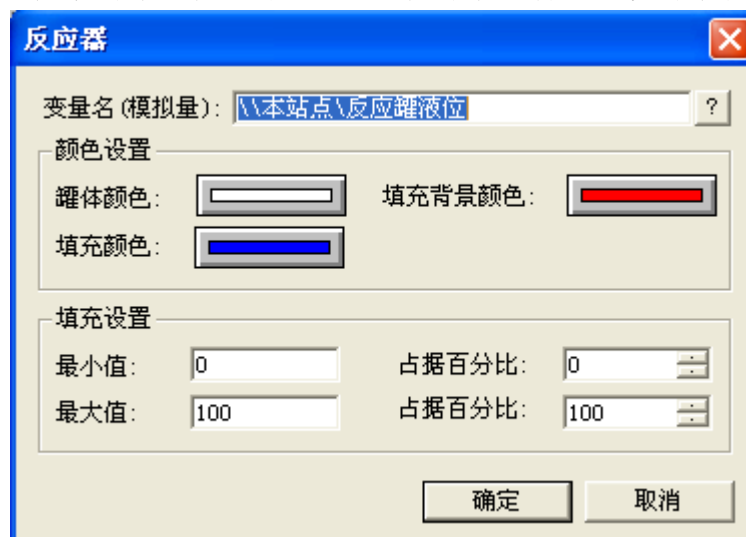 反应器
变量名(模拟量): \\本站点\反应罐液位 ?
颜色设置
罐体颜色: 填充背景颜色:
填充颜色:
填充设置
最小值: 0 占据百分比: 0
最大值: 100 占据百分比: 100
确定 取消